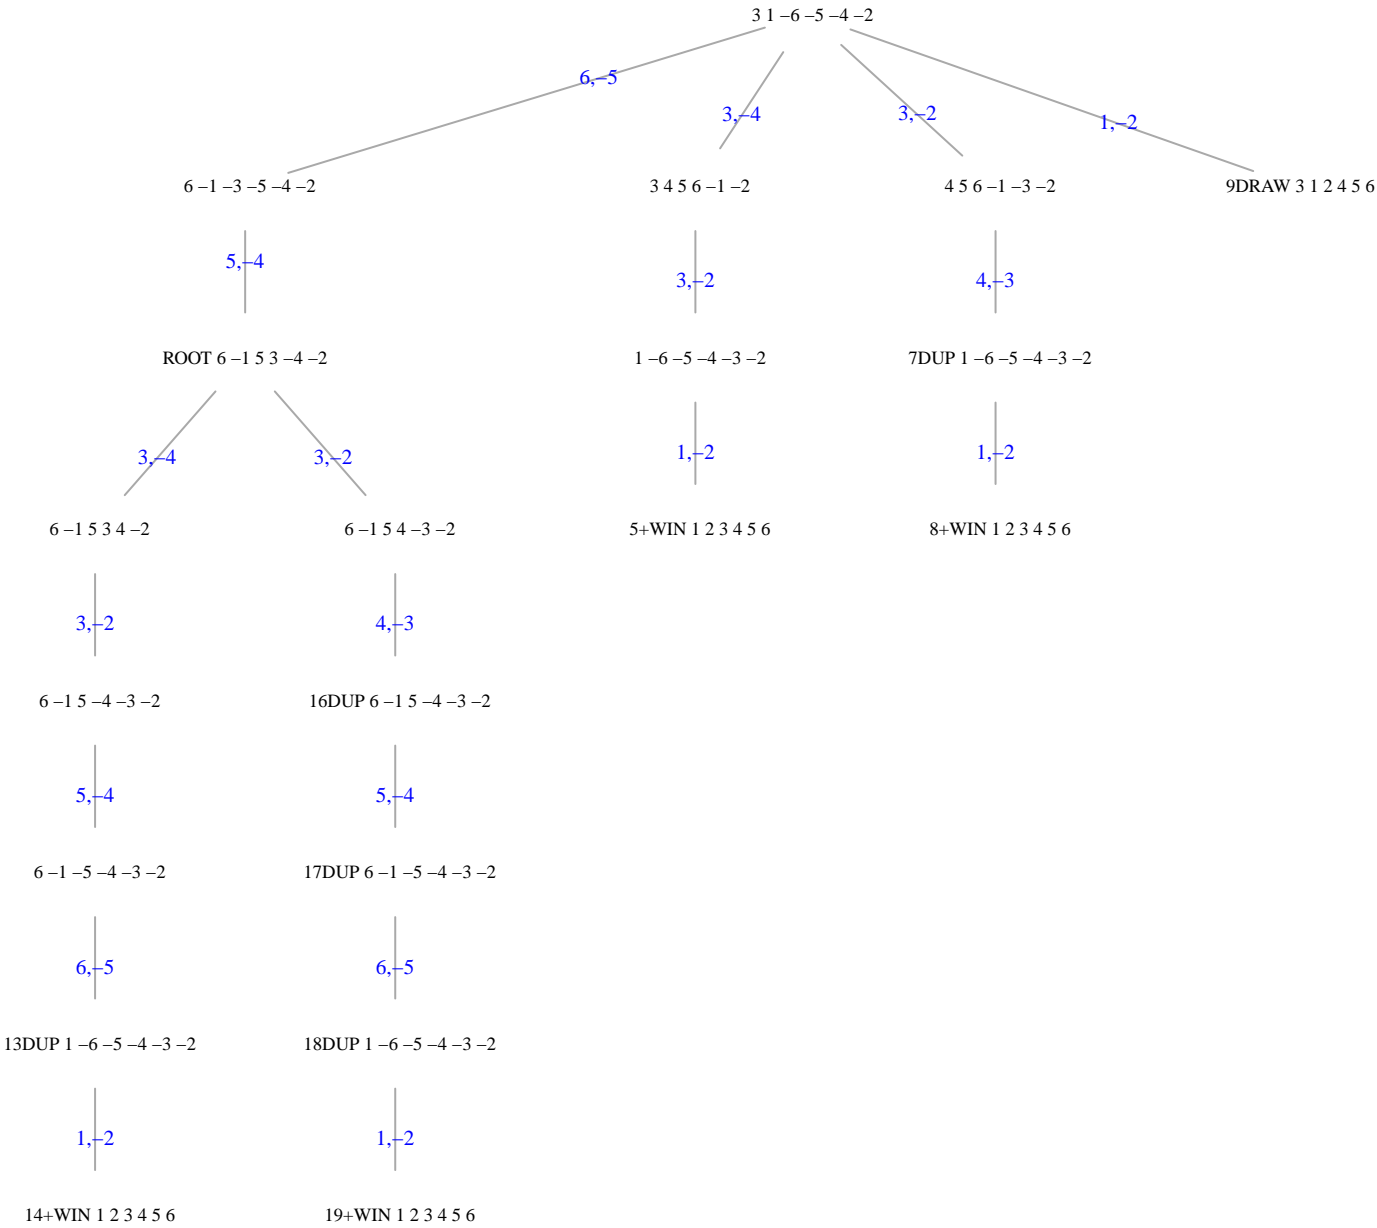 3 1 –6 –5 –4 –2
6,–5
3,–4
3,–2
1,–2
6 –1 –3 –5 –4 –2
3 4 5 6 –1 –2
4 5 6 –1 –3 –2
9DRAW 3 1 2 4 5 6
5,–4
3,–2
4,–3
ROOT 6 –1 5 3 –4 –2
1 –6 –5 –4 –3 –2
7DUP 1 –6 –5 –4 –3 –2
3,–4
3,–2
1,–2
1,–2
6 –1 5 3 4 –2
6 –1 5 4 –3 –2
5+WIN 1 2 3 4 5 6
8+WIN 1 2 3 4 5 6
3,–2
4,–3
6 –1 5 –4 –3 –2
16DUP 6 –1 5 –4 –3 –2
5,–4
5,–4
6 –1 –5 –4 –3 –2
17DUP 6 –1 –5 –4 –3 –2
6,–5
6,–5
13DUP 1 –6 –5 –4 –3 –2
18DUP 1 –6 –5 –4 –3 –2
1,–2
1,–2
14+WIN 1 2 3 4 5 6
19+WIN 1 2 3 4 5 6